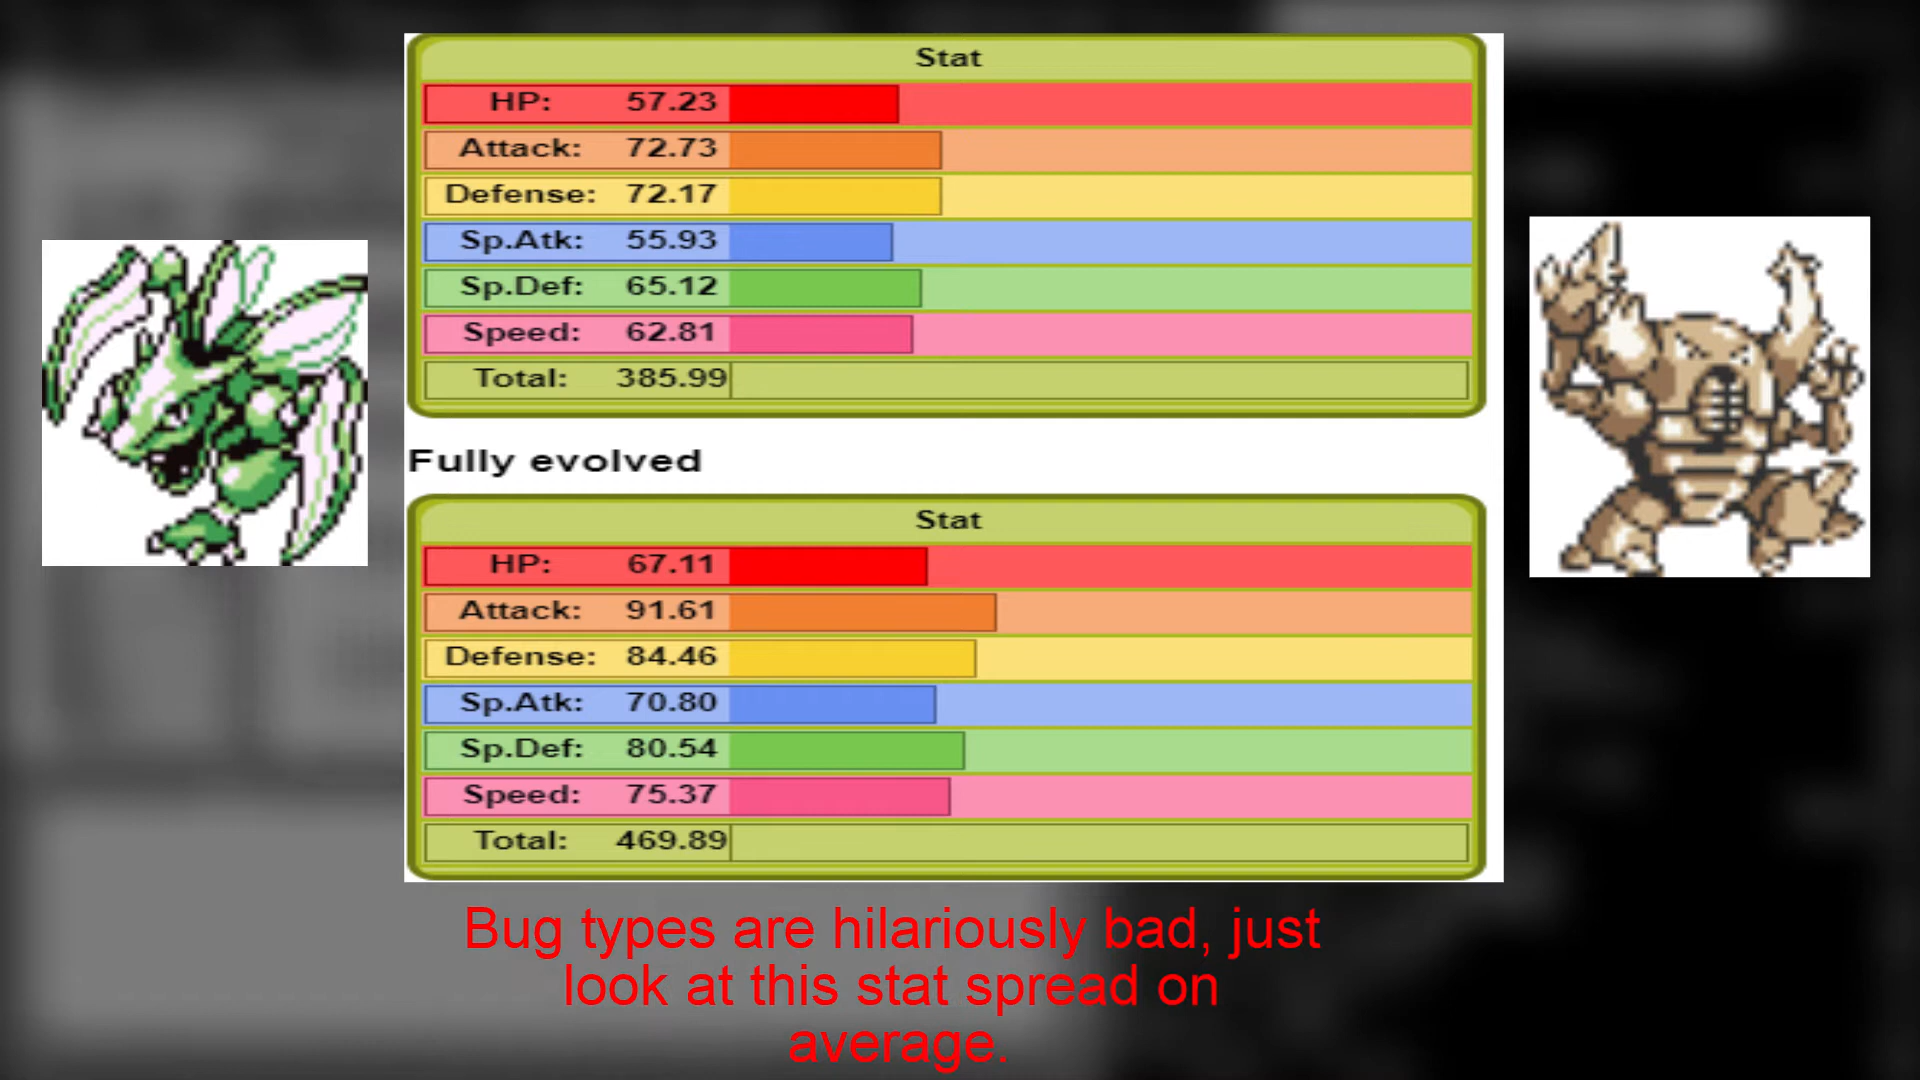 Stat
HP: 57.23
Attack: 72.73
Defense: 72.17
Sp.Atk: 55.93
Sp.Def: 65.12
Speed: 62.81
Total: 385.99
Fully evolved
Stat
HP: 67.11
Attack: 91.61
Defense: 84.46
Sp.Atk: 70.80
Sp.Def: 80.54
Speed: 75.37
Total: 469.89
Bug types are hilariously bad, just
look at this stat spread on
average.